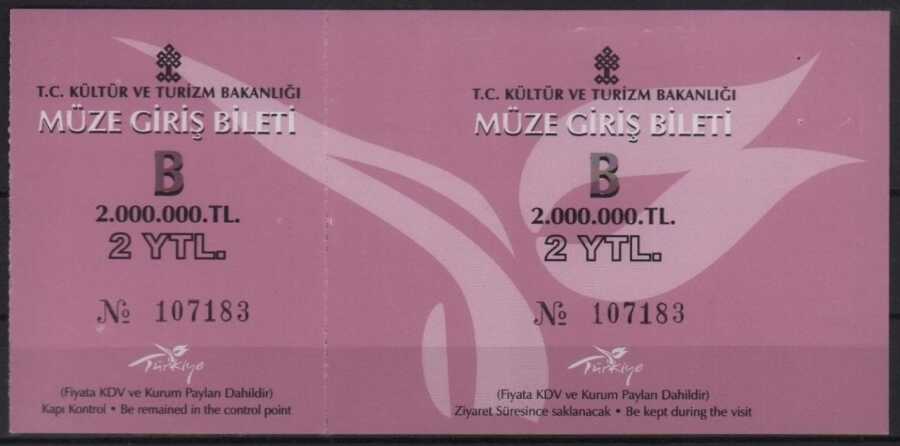 T.C. KÜLTÜR VE TURİZM BAKANLIĞI
MÜZE GİRİŞ BİLETİ
B
2.000.000.TL.
2 YTL.
№ 107183
Türkiye
(Fiyata KDV ve Kurum Payları Dahildir)
Kapı Kontrol • Be remained in the control point
T.C. KÜLTÜR VE TURİZM BAKANLIĞI
MÜZE GİRİŞ BİLETİ
B
2.000.000.TL.
2 YTL.
№ 107183
Türkiye
(Fiyata KDV ve Kurum Payları Dahildir)
Ziyaret Süresince saklanacak • Be kept during the visit